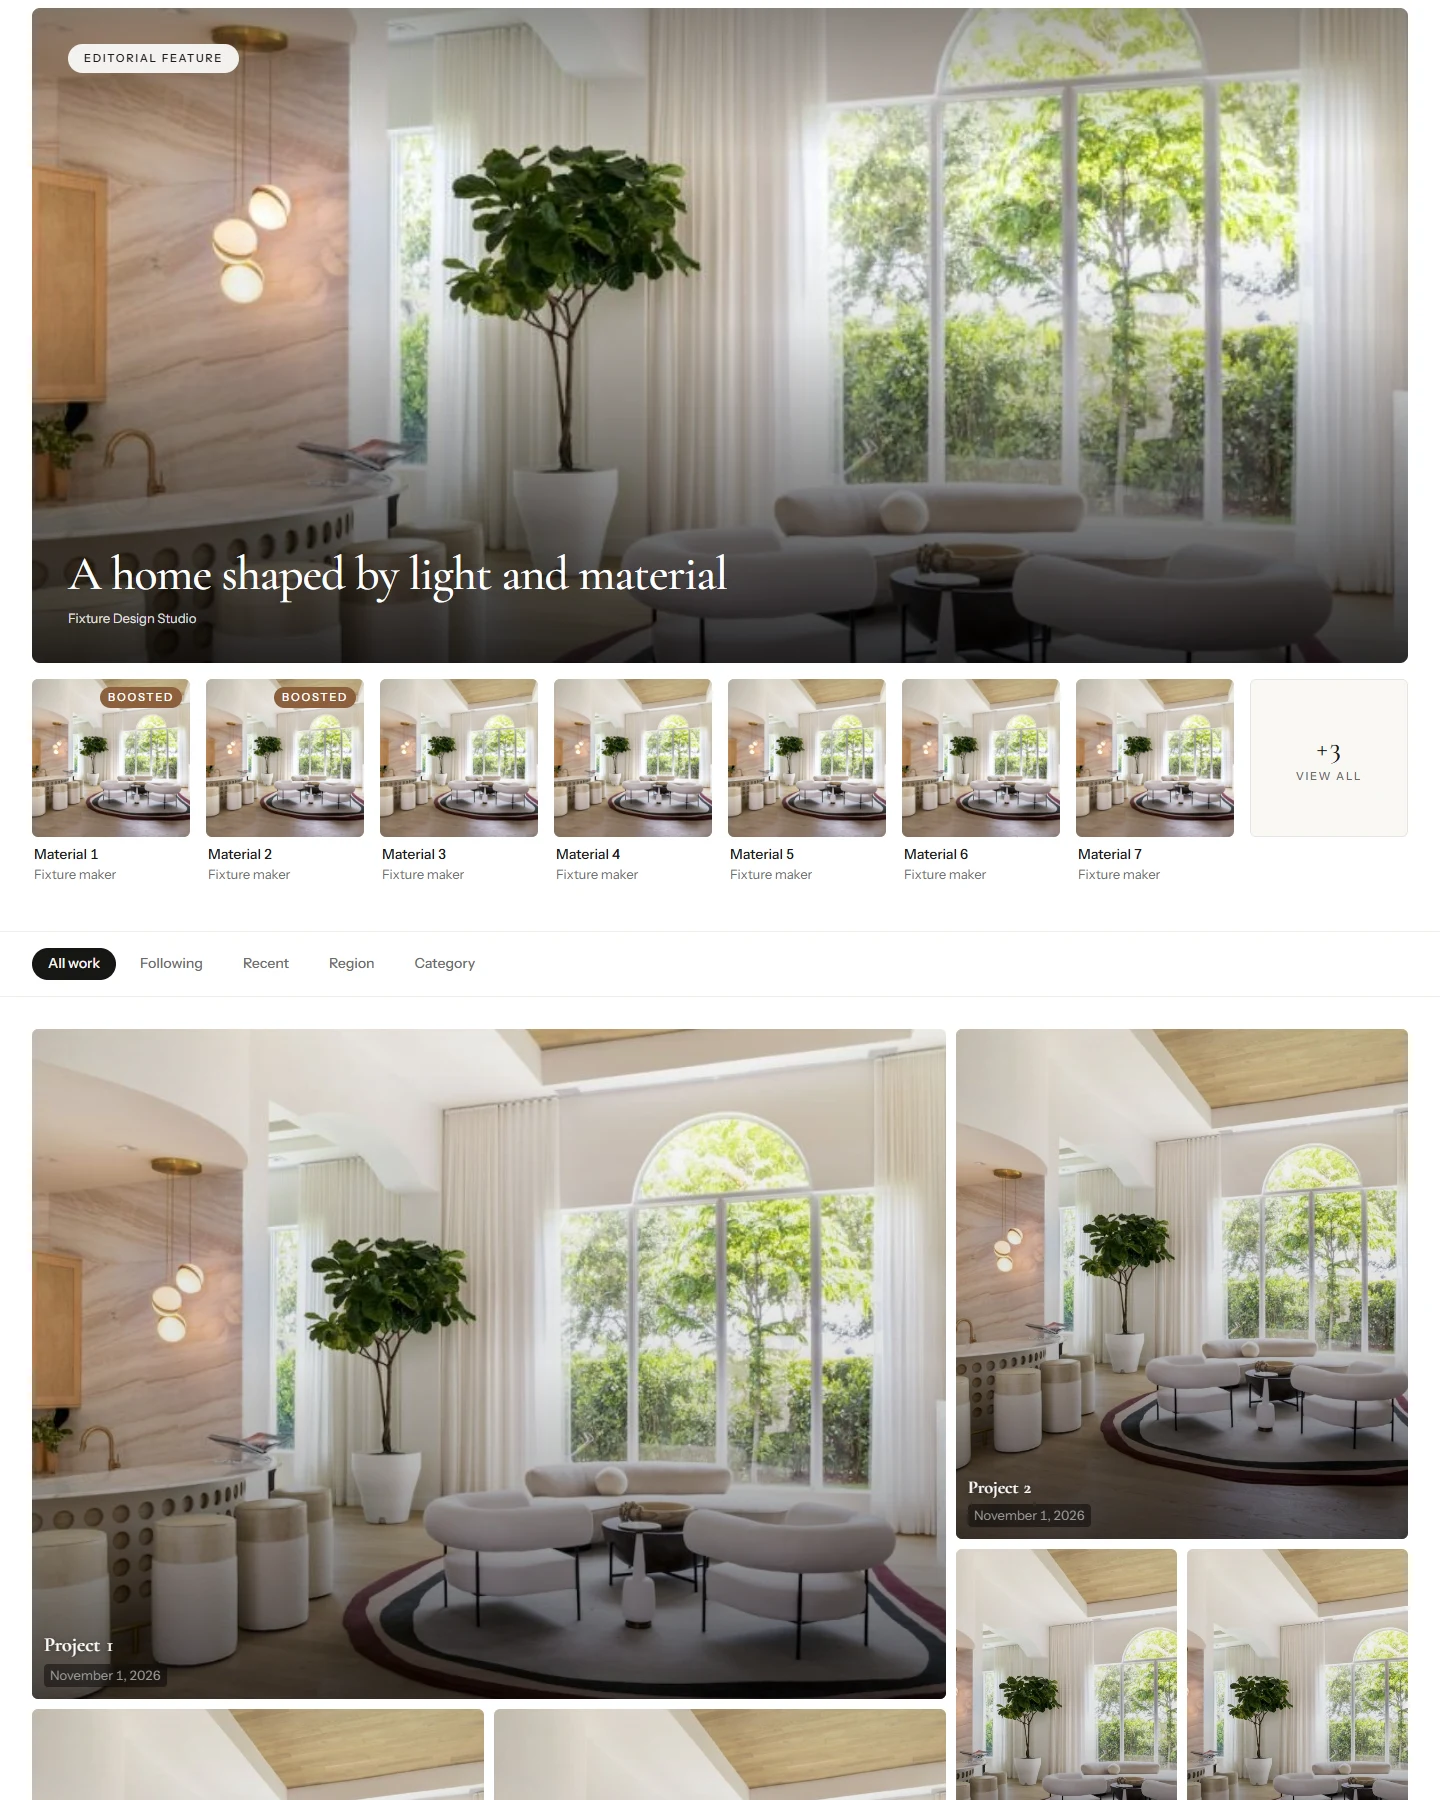 EDITORIAL FEATURE
A home shaped by light and material
Fixture Design Studio
BOOSTED
BOOSTED
+3
VIEW ALL
Material 1
Material 2
Material 3
Material 4
Material 5
Material 6
Material 7
Fixture maker
Fixture maker
Fixture maker
Fixture maker
Fixture maker
Fixture maker
Fixture maker
All work
Following
Recent
Region
Category
Project 2
November 1, 2026
Project 1
November 1, 2026